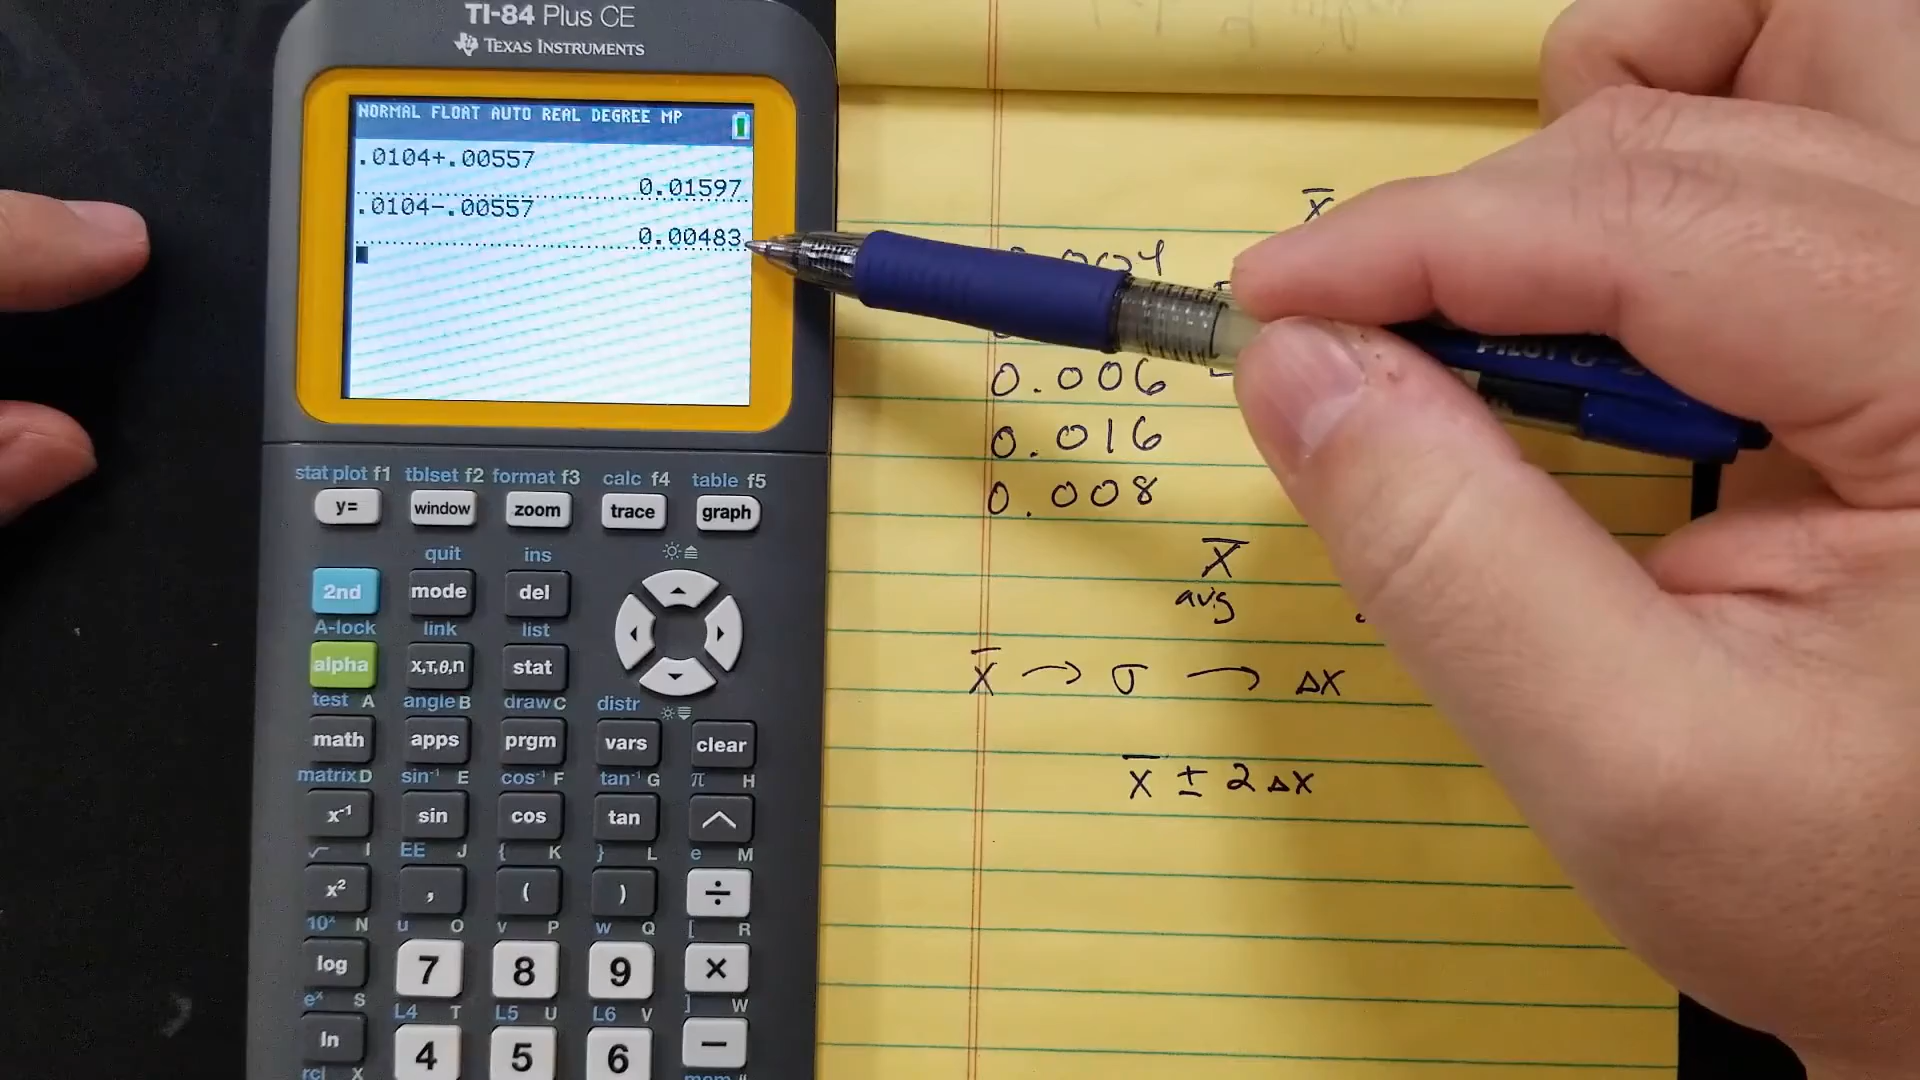 TI-84 Plus CE
TEXAS INSTRUMENTS
NORMAL FLOAT AUTO REAL DEGREE MP
.0104+.00557
0.01597
.0104-.00557
0.00483
stat plot f1 tblset f2 format f3 calc f4 table f5
y= window zoom trace graph
quit ins
2nd mode del
A-lock link list
alpha X,T,θ,n stat
test A angle B draw C distr
math apps prgm vars clear
matrix D sin⁻¹ E cos⁻¹ F tan⁻¹ G π H
x⁻¹ sin cos tan ^
√ I EE J { K } L e M
x² , ( ) ÷
10ˣ N u O v P w Q [ R
log 7 8 9 ×
eˣ S L4 T L5 U L6 V ] W
ln 4 5 6 −
rcl X
x̄
0.006
0.016
0.008
x̄
avg
x̄ → σ → Δx
x̄ ± 2Δx
PILOT G-2